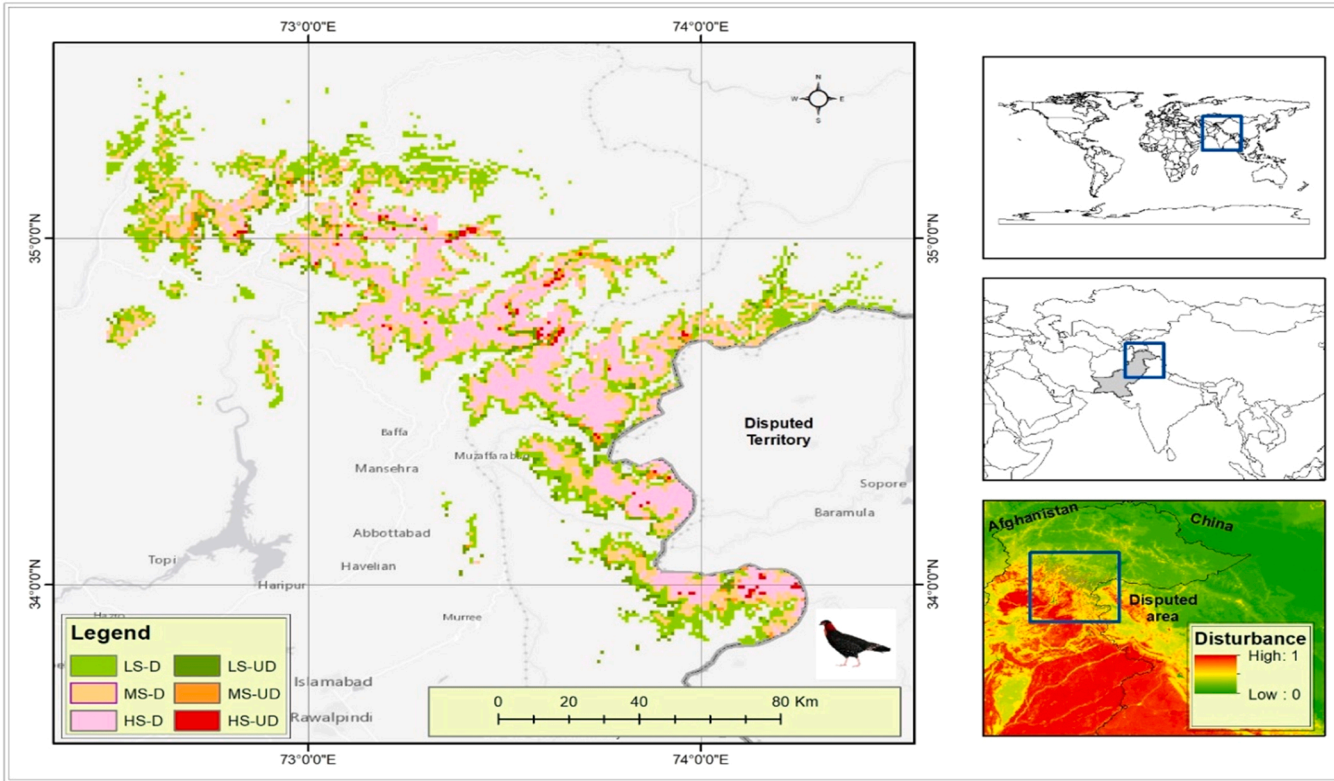 73°0'0"E
74°0'0"E
N
W
E
S
35°0'0"N
35°0'0"N
Disputed
Territory
Baffa
Mansehra
Sopore
Baramula
Abbottabad
Topi
Havelian
34°0'0"N
34°0'0"N
Haripur
Murree
Islamabad
Rawalpindi
Legend
LS-D
LS-UD
MS-D
MS-UD
HS-D
HS-UD
0 20 40 80 Km
73°0'0"E
74°0'0"E
Afghanistan
China
Disputed
area
Disturbance
High: 1
Low : 0